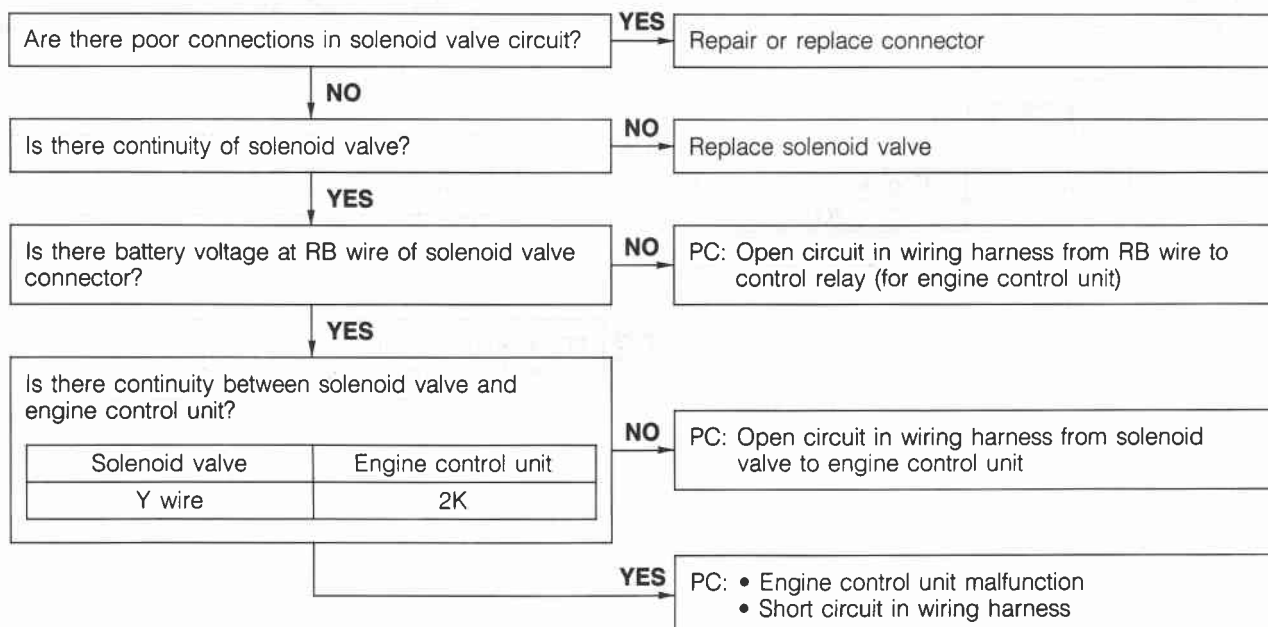 Are there poor connections in solenoid valve circuit?
YES
Repair or replace connector
NO
Is there continuity of solenoid valve?
NO
Replace solenoid valve
YES
Is there battery voltage at RB wire of solenoid valve
connector?
NO
PC: Open circuit in wiring harness from RB wire to
control relay (for engine control unit)
YES
Is there continuity between solenoid valve and
engine control unit?
Solenoid valve
Engine control unit
Y wire
2K
NO
PC: Open circuit in wiring harness from solenoid
valve to engine control unit
YES
PC: • Engine control unit malfunction
• Short circuit in wiring harness